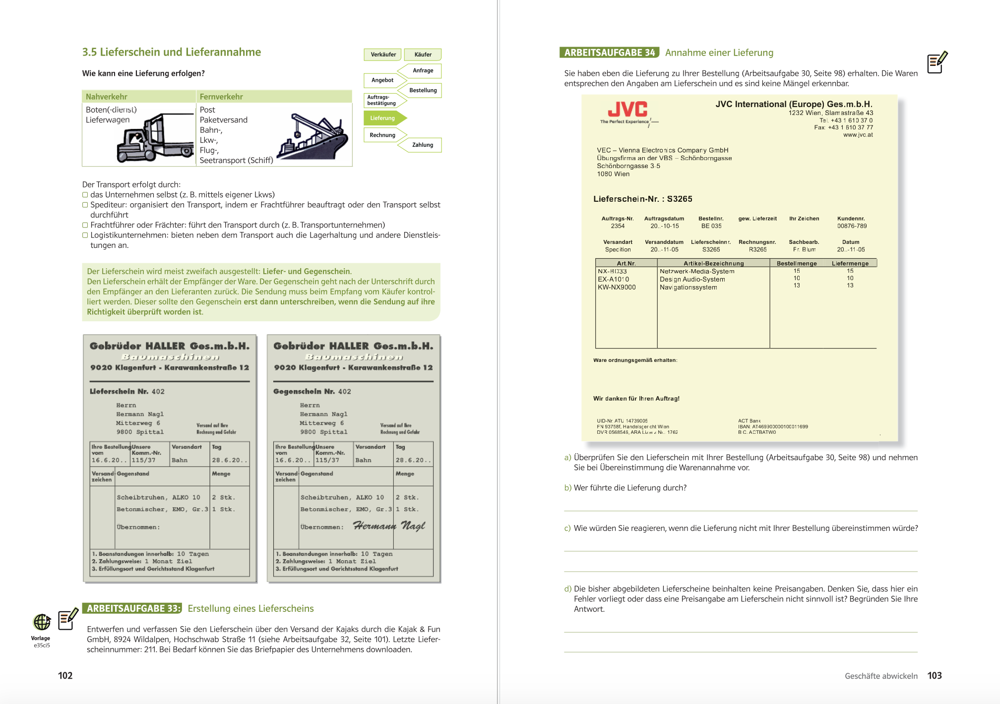 3.5 Lieferschein und Lieferannahme
Wie kann eine Lieferung erfolgen?
Nahverkehr
Fernverkehr
Boten(-dienst)
Lieferwagen
Post
Paketversand
Bahn-,
Lkw-,
Flug-,
Seetransport (Schiff)
Verkäufer
Käufer
Anfrage
Angebot
Bestellung
Auftrags-
bestätigung
Lieferung
Rechnung
Zahlung
Der Transport erfolgt durch:
das Unternehmen selbst (z. B. mittels eigener Lkws)
Spediteur: organisiert den Transport, indem er Frachtführer beauftragt oder den Transport selbst
durchführt
Frachtführer oder Frächter: führt den Transport durch (z. B. Transportunternehmen)
Logistikunternehmen: bieten neben dem Transport auch die Lagerhaltung und andere Dienstleis-
tungen an.
Der Lieferschein wird meist zweifach ausgestellt: Liefer- und Gegenschein.
Den Lieferschein erhält der Empfänger der Ware. Der Gegenschein geht nach der Unterschrift durch
den Empfänger an den Lieferanten zurück. Die Sendung muss beim Empfang vom Käufer kontrol-
liert werden. Dieser sollte den Gegenschein erst dann unterschreiben, wenn die Sendung auf ihre
Richtigkeit überprüft worden ist.
Gebrüder HALLER Ges.m.b.H.
Baumaschinen
9020 Klagenfurt - Karawankenstraße 12
Lieferschein Nr. 402
Herrn
Hermann Nagl
Mitterweg 6
9800 Spittal
Versand auf Ihre
Rechnung und Gefahr
Ihre Bestellung vom
16.6.20..
Unsere Komm.-Nr.
115/37
Versandart
Bahn
Tag
28.6.20..
Versand-zeichen
Gegenstand
Menge
Scheibtruhen, ALKO 10 2 Stk.
Betonmischer, EMO, Gr.3 1 Stk.
Übernommen:
1. Beanstandungen innerhalb: 10 Tagen
2. Zahlungsweise: 1 Monat Ziel
3. Erfüllungsort und Gerichtsstand Klagenfurt
Gebrüder HALLER Ges.m.b.H.
Baumaschinen
9020 Klagenfurt - Karawankenstraße 12
Gegenschein Nr. 402
Herrn
Hermann Nagl
Mitterweg 6
9800 Spittal
Versand auf Ihre
Rechnung und Gefahr
Ihre Bestellung vom
16.6.20..
Unsere Komm.-Nr.
115/37
Versandart
Bahn
Tag
28.6.20..
Versand-zeichen
Gegenstand
Menge
Scheibtruhen, ALKO 10 2 Stk.
Betonmischer, EMO, Gr.3 1 Stk.
Übernommen: Hermann Nagl
1. Beanstandungen innerhalb: 10 Tagen
2. Zahlungsweise: 1 Monat Ziel
3. Erfüllungsort und Gerichtsstand Klagenfurt
ARBEITSAUFGABE 33: Erstellung eines Lieferscheins
Vorlage
e35ci5
Entwerfen und verfassen Sie den Lieferschein über den Versand der Kajaks durch die Kajak & Fun
GmbH, 8924 Wildalpen, Hochschwab Straße 11 (siehe Arbeitsaufgabe 32, Seite 101). Letzte Liefer-
scheinnummer: 211. Bei Bedarf können Sie das Briefpapier des Unternehmens downloaden.
102
ARBEITSAUFGABE 34 Annahme einer Lieferung
Sie haben eben die Lieferung zu Ihrer Bestellung (Arbeitsaufgabe 30, Seite 98) erhalten. Die Waren
entsprechen den Angaben am Lieferschein und es sind keine Mängel erkennbar.
JVC
The Perfect Experience
JVC International (Europe) Ges.m.b.H.
1232 Wien, Slamastraße 43
Tel. +43 1 610 37 0
Fax: +43 1 610 37 77
www.jvc.at
VEC – Vienna Electronics Company GmbH
Übungsfirma an der VBS – Schönborngasse
Schönborngasse 3-5
1080 Wien
Lieferschein-Nr. : S3265
Auftrags-Nr. Auftragsdatum Bestellnr. gew. Lieferzeit Ihr Zeichen Kundennr.
2354 20..-10-15 BE 035 00876-789
Versandart Versanddatum Lieferscheinnr. Rechnungsnr. Sachbearb. Datum
Spedition 20..-11-05 S3265 R3265 Fr. Blum 20..-11-05
Art.Nr. Artikel-Bezeichnung Bestellmenge Liefermenge
NX-BD33 Netzwerk-Media-System 15 15
EX-A1010 Design Audio-System 10 10
KW-NX9000 Navigationssystem 13 13
Ware ordnungsgemäß erhalten:
Wir danken für Ihren Auftrag!
UID-Nr. ATU 14739005
FN 93758f, Handelsgericht Wien
DVR 0568546, ARA Lizenz Nr.. 1762
ACT Bank
IBAN: AT469900000100011699
BIC: ACTBATW0
a) Überprüfen Sie den Lieferschein mit Ihrer Bestellung (Arbeitsaufgabe 30, Seite 98) und nehmen
Sie bei Übereinstimmung die Warenannahme vor.
b) Wer führte die Lieferung durch?
c) Wie würden Sie reagieren, wenn die Lieferung nicht mit Ihrer Bestellung übereinstimmen würde?
d) Die bisher abgebildeten Lieferscheine beinhalten keine Preisangaben. Denken Sie, dass hier ein
Fehler vorliegt oder dass eine Preisangabe am Lieferschein nicht sinnvoll ist? Begründen Sie Ihre
Antwort.
Geschäfte abwickeln 103